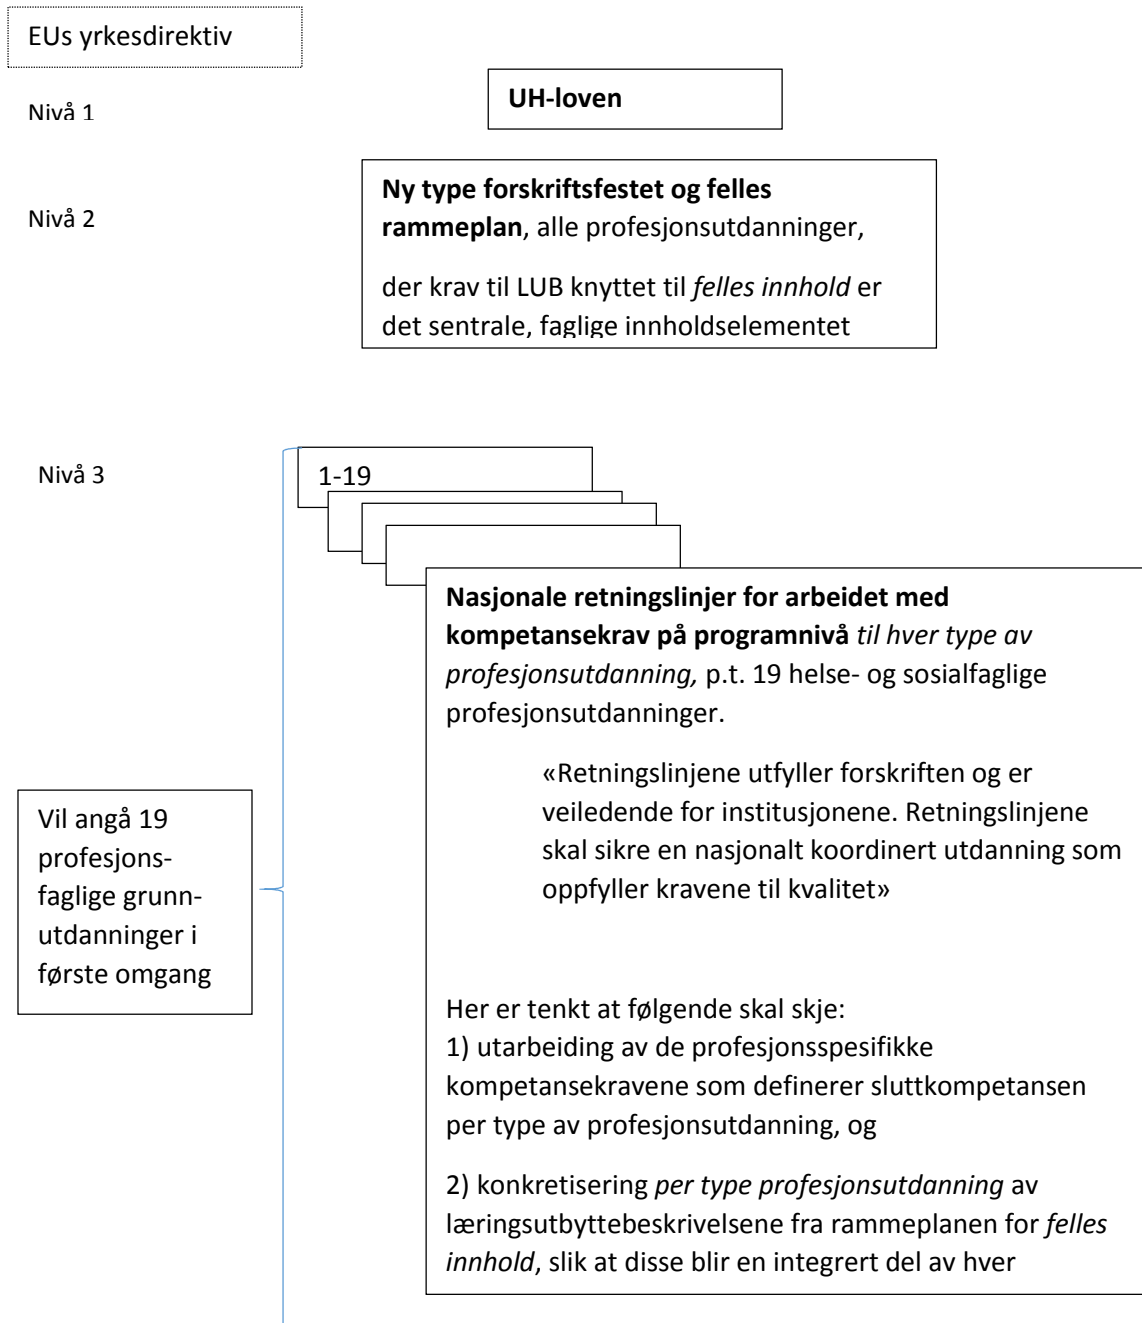 EUs yrkesdirektiv
Nivå 1
UH-loven
Nivå 2
Ny type forskriftsfestet og felles
rammeplan, alle profesjonsutdanninger,
der krav til LUB knyttet til felles innhold er
det sentrale, faglige innholdselementet
Nivå 3
1-19
Nasjonale retningslinjer for arbeidet med
kompetansekrav på programnivå til hver type av
profesjonsutdanning, p.t. 19 helse- og sosialfaglige
profesjonsutdanninger.
«Retningslinjene utfyller forskriften og er
veiledende for institusjonene. Retningslinjene
skal sikre en nasjonalt koordinert utdanning som
oppfyller kravene til kvalitet»
Vil angå 19
profesjons-
faglige grunn-
utdanninger i
første omgang
Her er tenkt at følgende skal skje:
1) utarbeiding av de profesjonsspesifikke
kompetansekravene som definerer sluttkompetansen
per type av profesjonsutdanning, og
2) konkretisering per type profesjonsutdanning av
læringsutbyttebeskrivelsene fra rammeplanen for felles
innhold, slik at disse blir en integrert del av hver